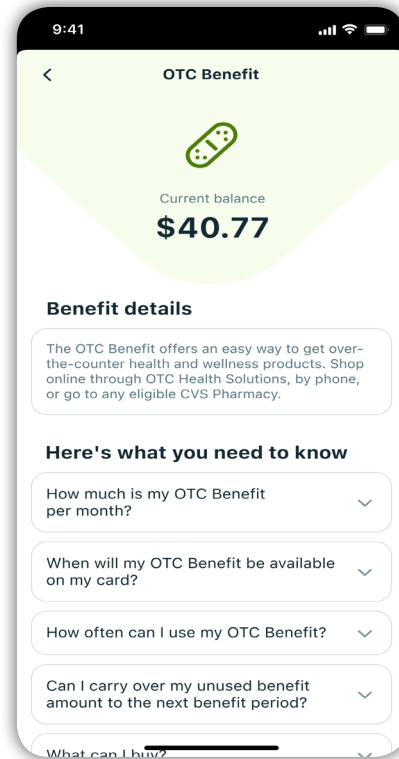 9:41
OTC Benefit
Current balance
$40.77
Benefit details
The OTC Benefit offers an easy way to get over-
the-counter health and wellness products. Shop
online through OTC Health Solutions, by phone,
or go to any eligible CVS Pharmacy.
Here's what you need to know
How much is my OTC Benefit
per month?
When will my OTC Benefit be available
on my card?
How often can I use my OTC Benefit?
Can I carry over my unused benefit
amount to the next benefit period?
What can I buy?